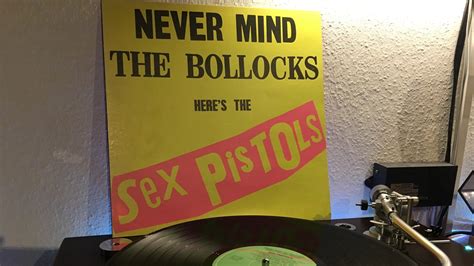 NEVER MIND
THE BOLLOCKS
HERE'S THE
Sex PiSTOLS